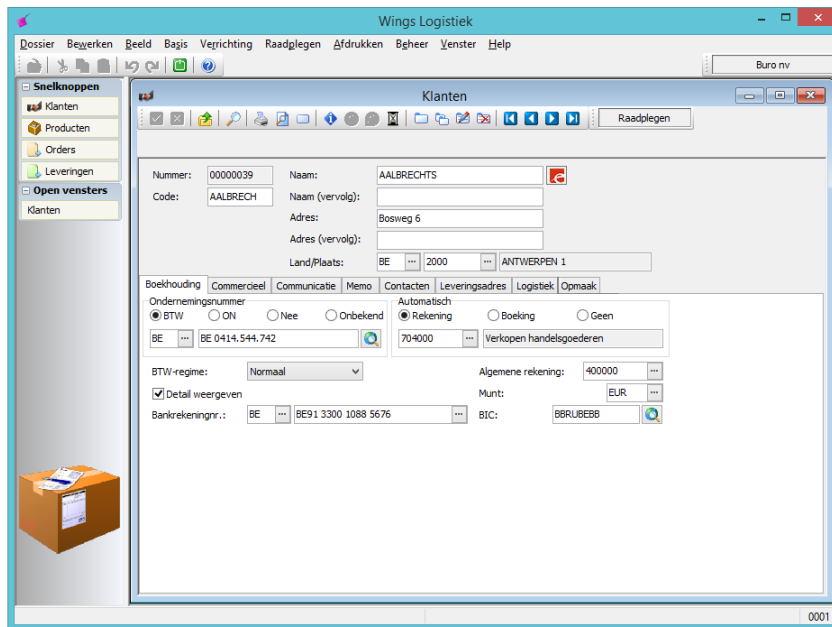 Wings Logistiek
Dossier Bewerken Beeld Basis Verrichting Raadplegen Afdrukken Beheer Venster Help
Buro nv
Snelknoppen
Klanten
Producten
Orders
Leveringen
Open vensters
Klanten
Klanten
Raadplegen
Nummer: 00000039 Naam: AALBRECHTS
Code: AALBRECH Naam (vervolg):
Adres: Bosweg 6
Adres (vervolg):
Land/Plaats: BE ... 2000 ... ANTWERPEN 1
Boekhouding Commercieel Communicatie Memo Contacten Leveringsadres Logistiek Opmaak
Ondernemingsnummer Automatisch
BTW ON Nee Onbekend Rekening Boeking Geen
BE ... BE 0414.544.742 704000 ... Verkopen handelsgoederen
BTW-regime: Normaal Algemene rekening: 400000 ...
Detail weergeven Munt: EUR ...
Bankrekeningnr.: BE ... BE91 3300 1088 5676 ... BIC: BBRUBEBB
0001